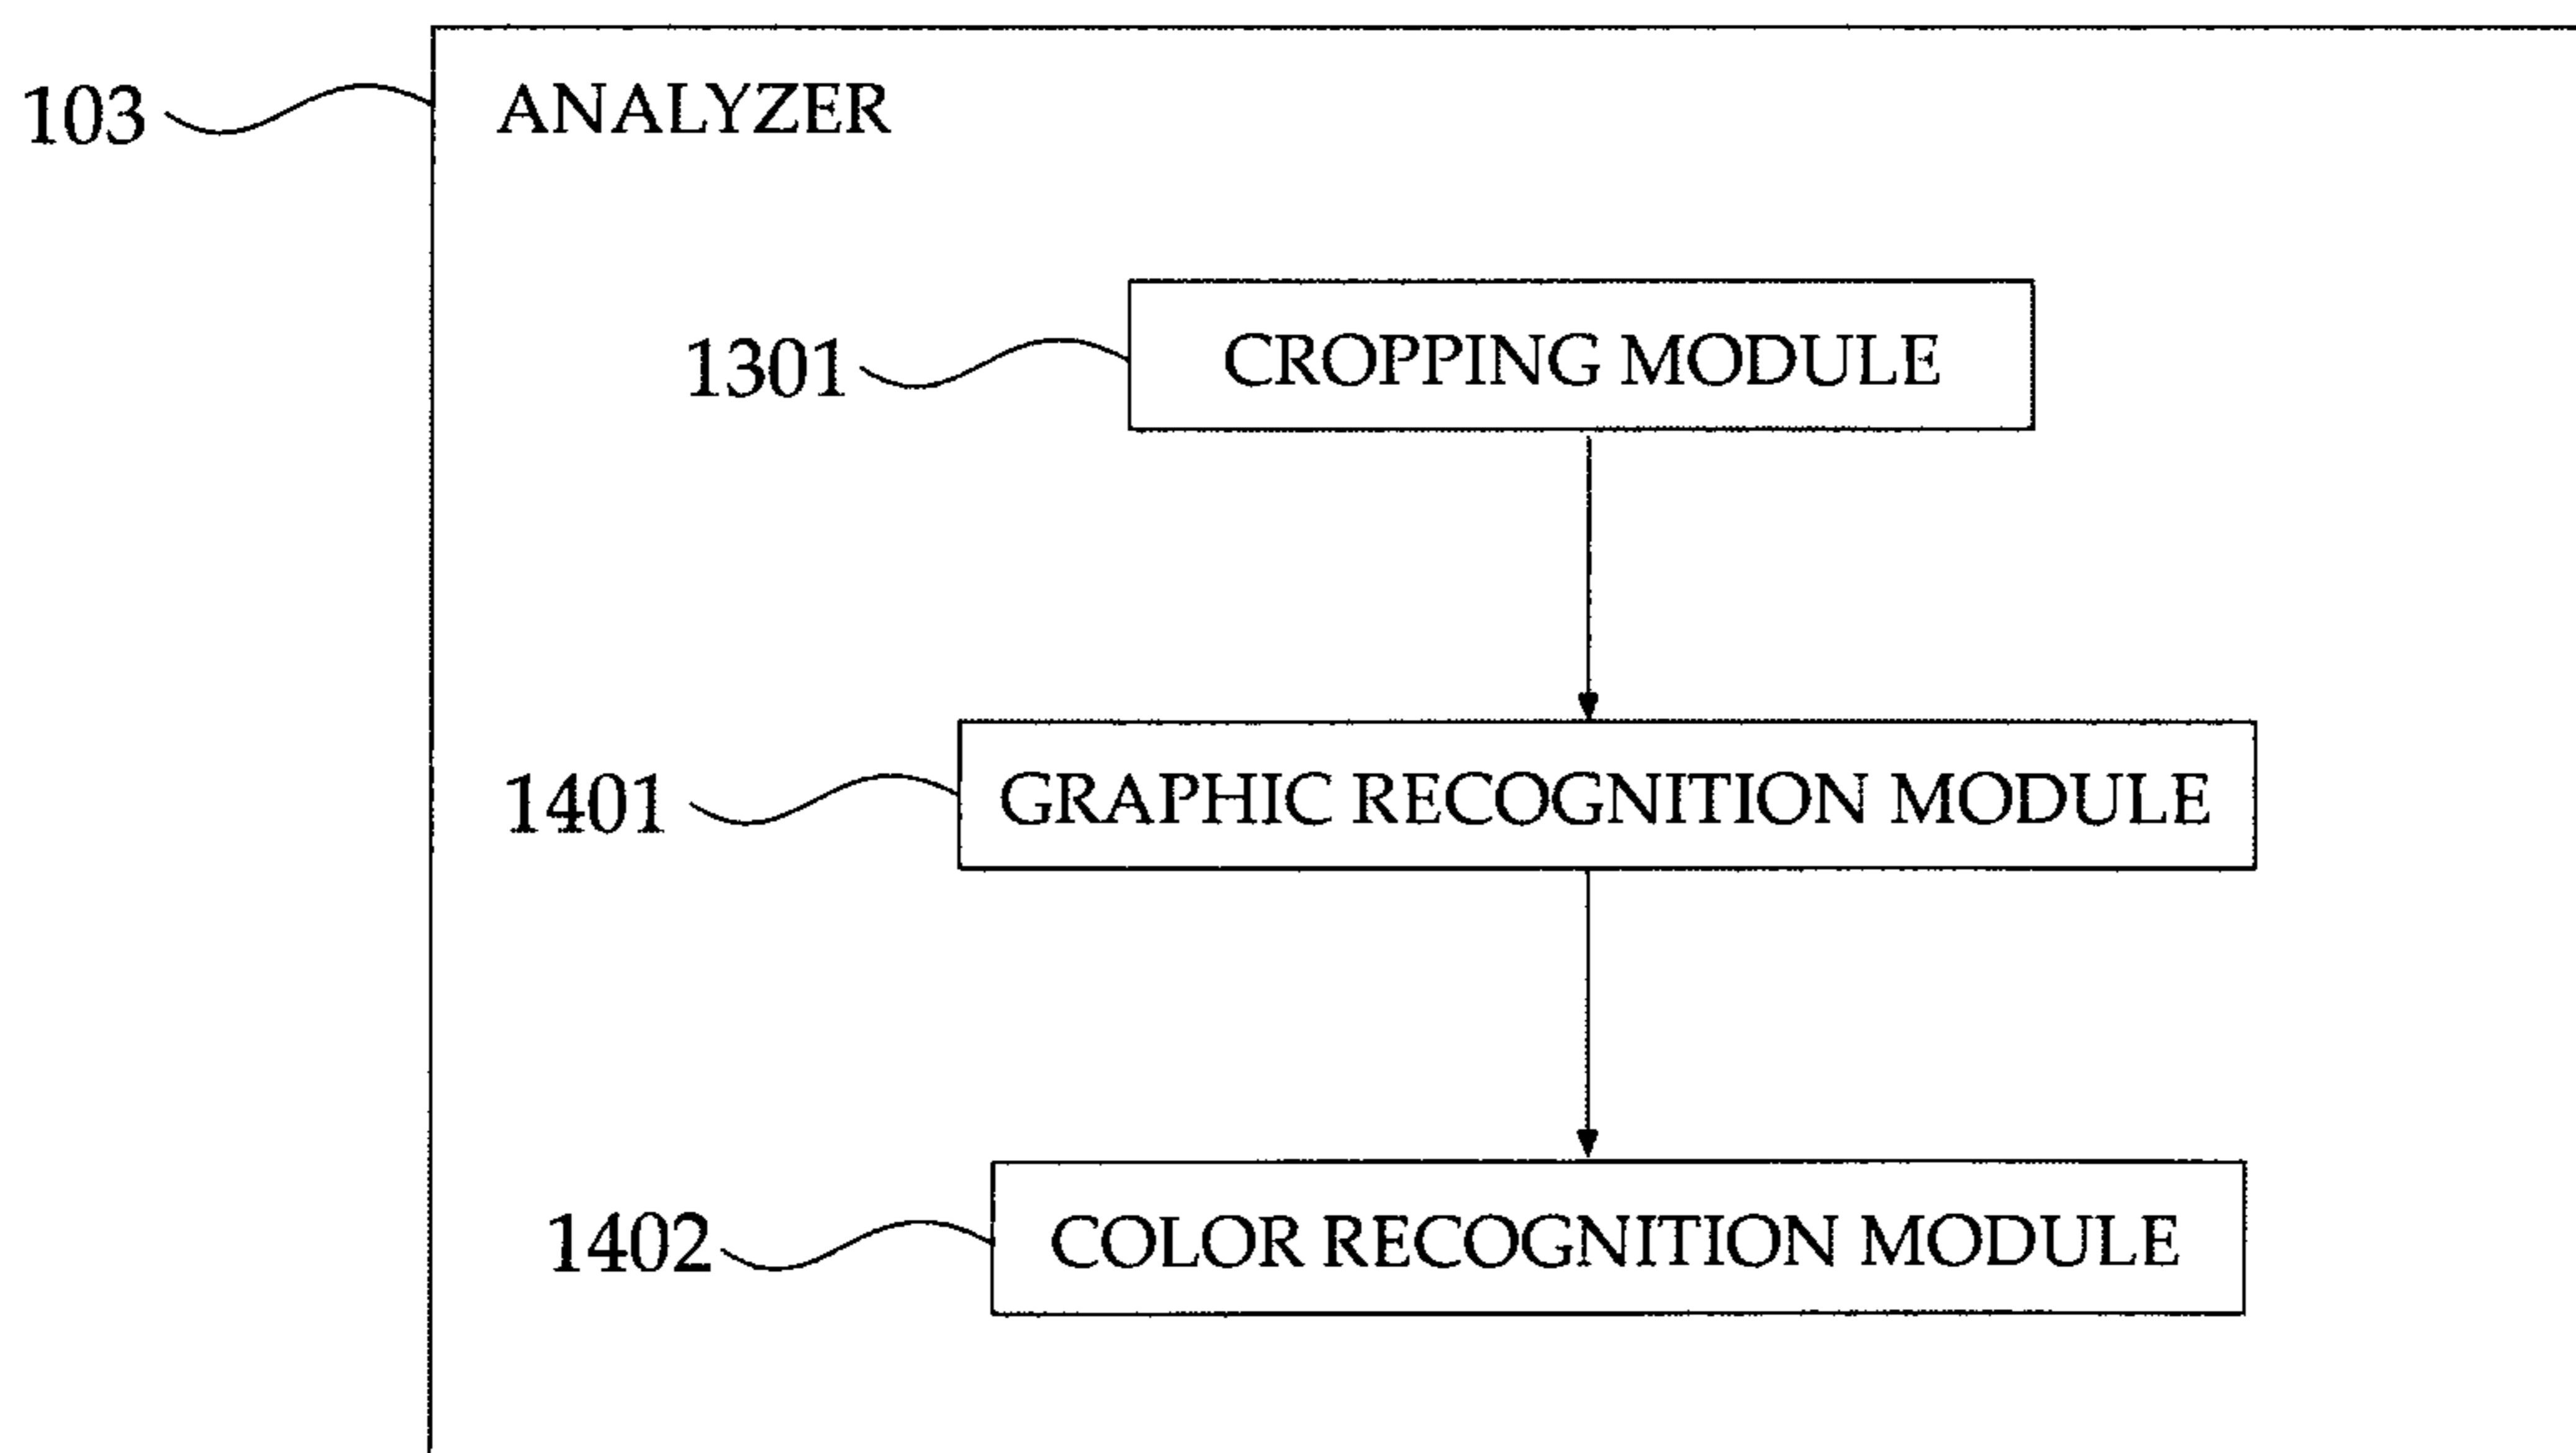 103 ANALYZER
1301 CROPPING MODULE
1401 GRAPHIC RECOGNITION MODULE
1402 COLOR RECOGNITION MODULE